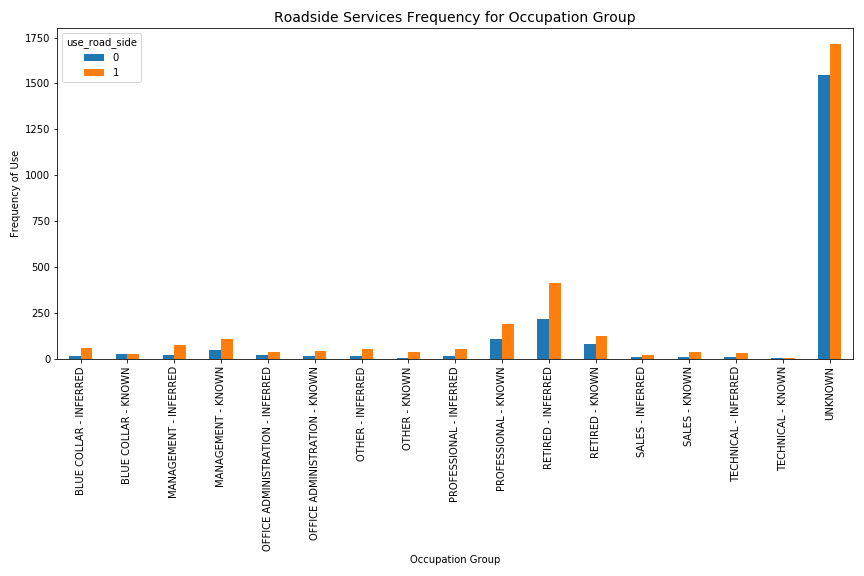 Roadside Services Frequency for Occupation Group
use_road_side
0
1
Frequency of Use
1750
1500
1250
1000
750
500
250
0
BLUE COLLAR - INFERRED
BLUE COLLAR - KNOWN
MANAGEMENT - INFERRED
MANAGEMENT - KNOWN
OFFICE ADMINISTRATION - INFERRED
OFFICE ADMINISTRATION - KNOWN
OTHER - INFERRED
OTHER - KNOWN
PROFESSIONAL - INFERRED
PROFESSIONAL - KNOWN
RETIRED - INFERRED
RETIRED - KNOWN
SALES - INFERRED
SALES - KNOWN
TECHNICAL - INFERRED
TECHNICAL - KNOWN
UNKNOWN
Occupation Group